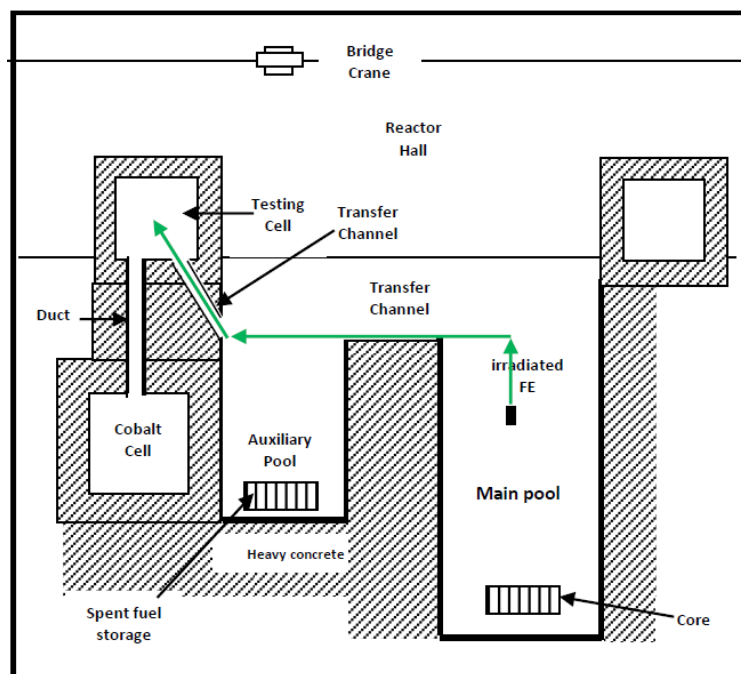 Bridge
Crane
Reactor
Hall
Testing
Cell
Transfer
Channel
Transfer
Channel
Duct
irradiated
FE
Cobalt
Cell
Auxiliary
Pool
Main pool
Heavy concrete
Spent fuel
storage
Core